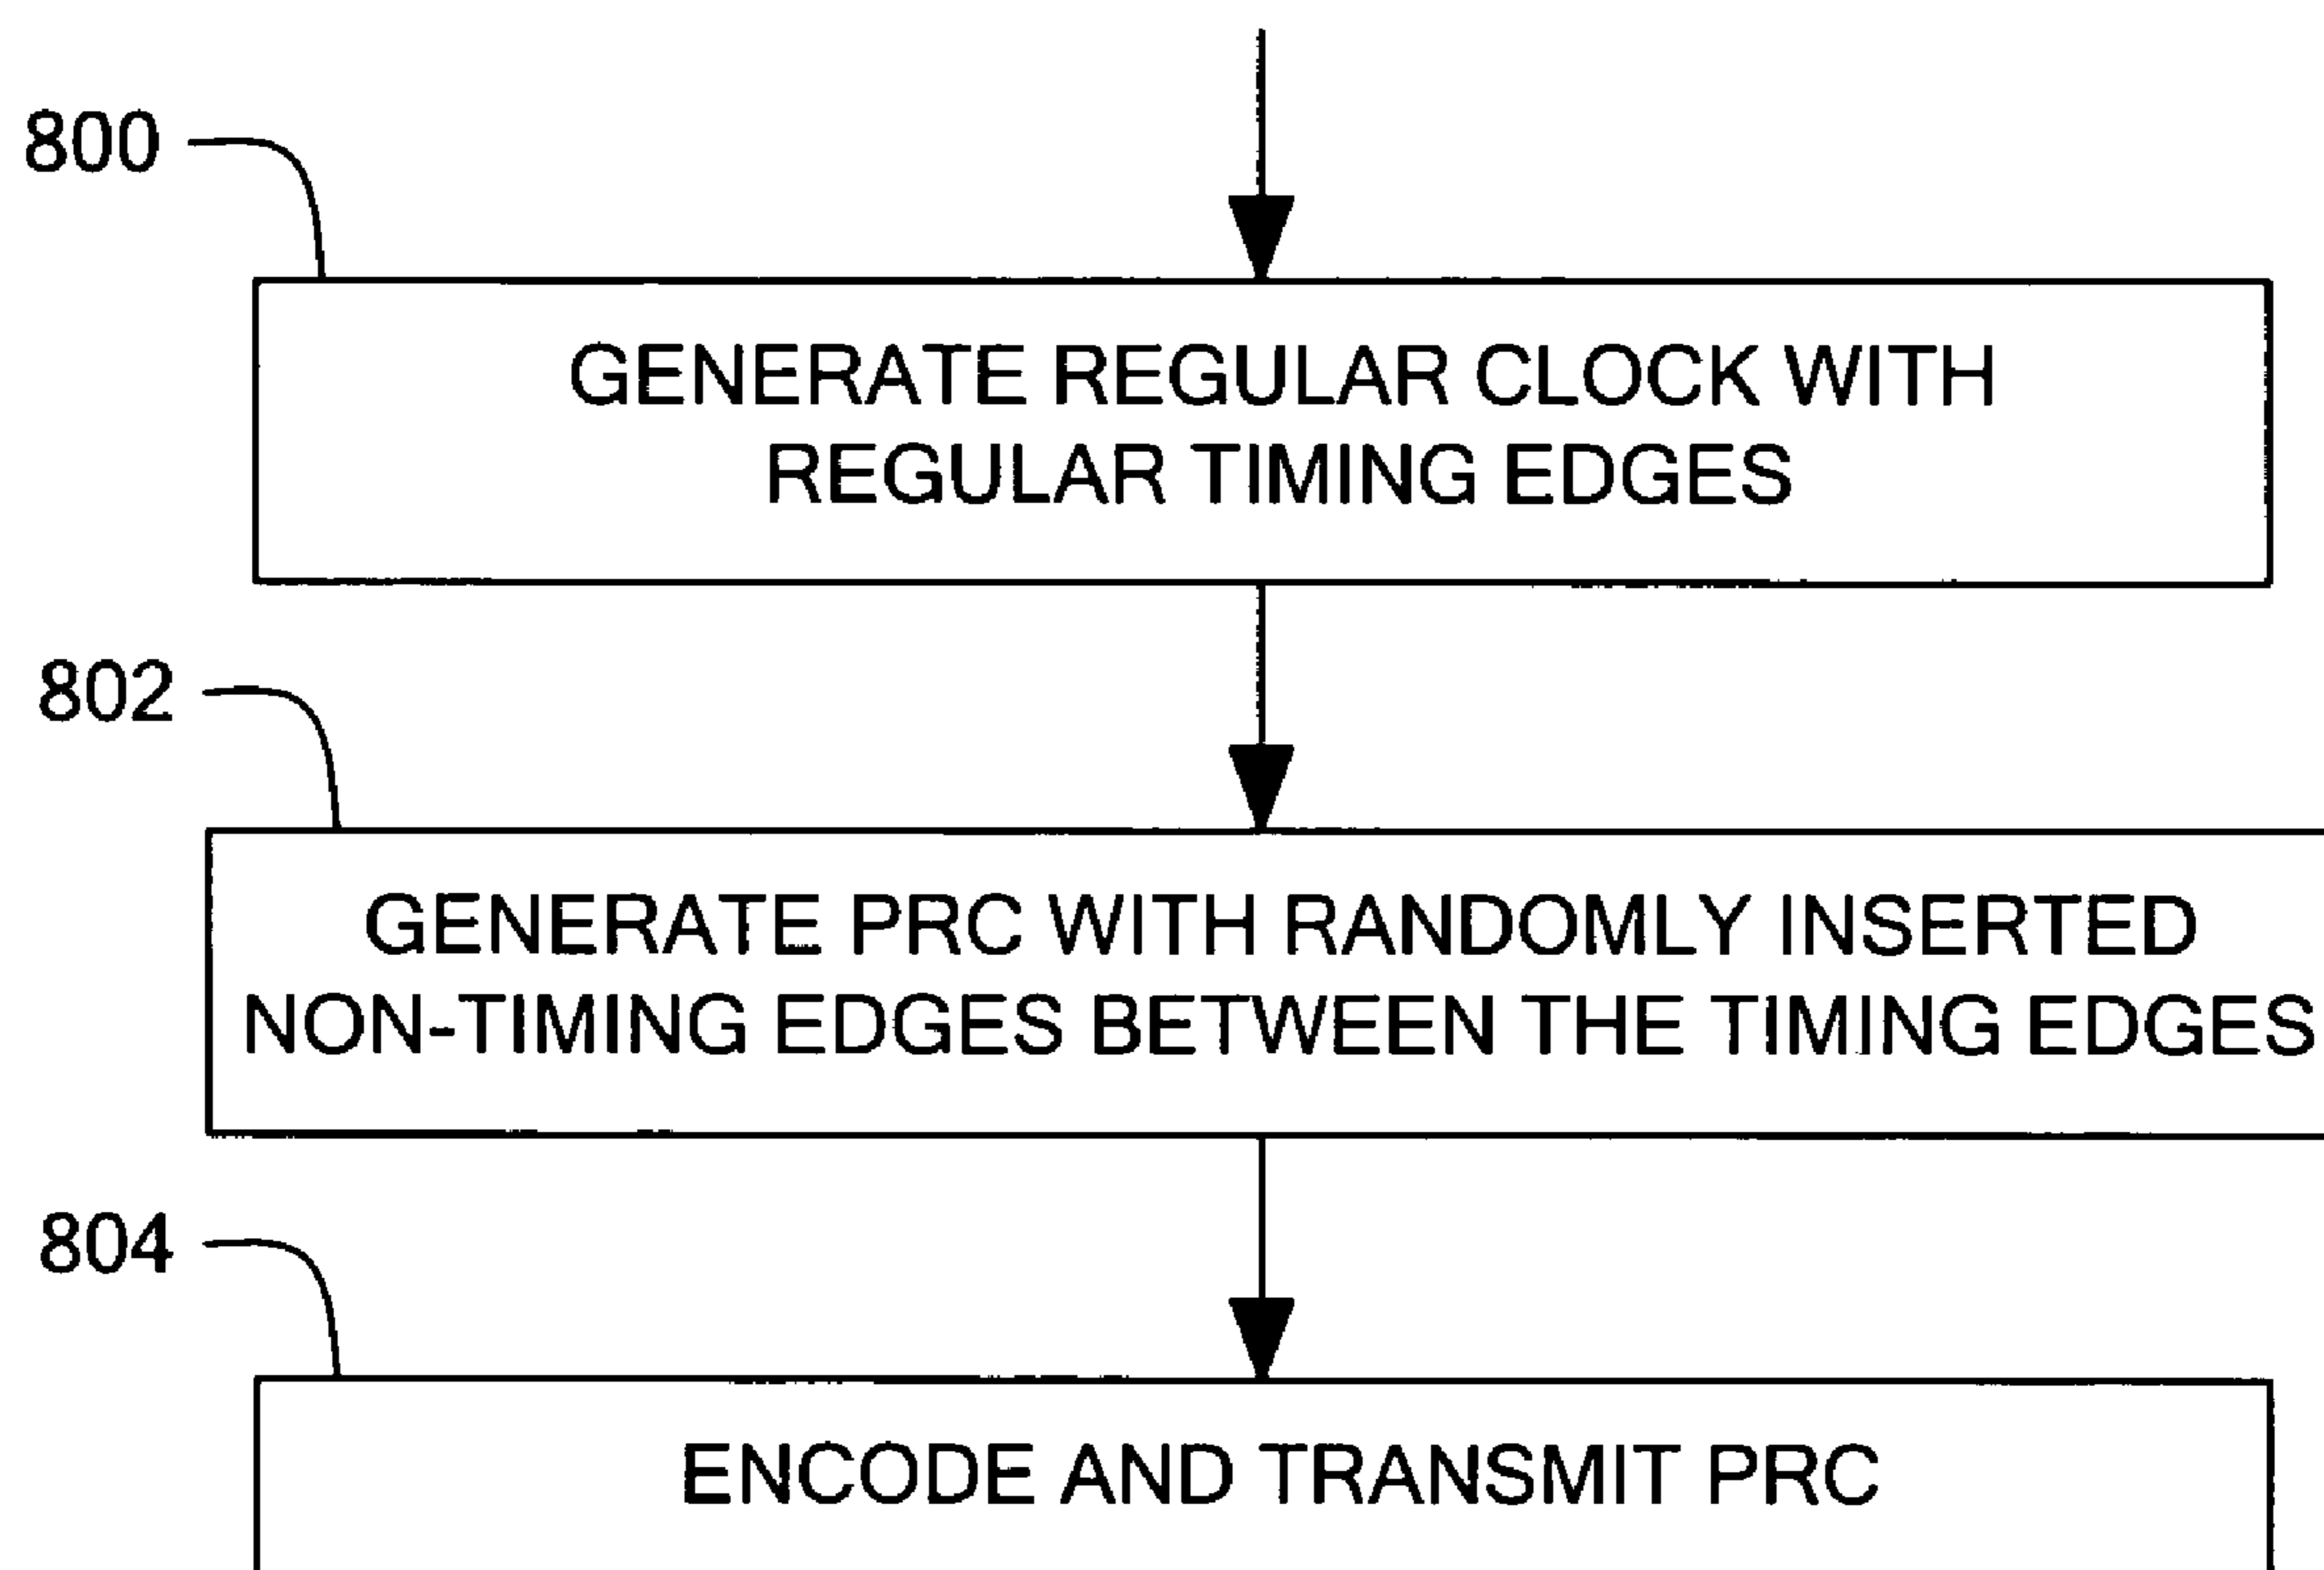 800
GENERATE REGULAR CLOCK WITH
REGULAR TIMING EDGES
802
GENERATE PRC WITH RANDOMLY INSERTED
NON-TIMING EDGES BETWEEN THE TIMING EDGES
804
ENCODE AND TRANSMIT PRC